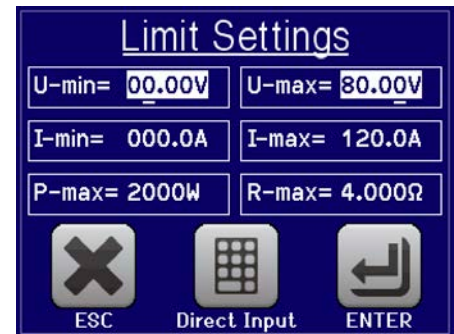 Limit Settings
U-min= 00.00V U-max= 80.00V
I-min= 000.0A I-max= 120.0A
P-max= 2000W R-max= 4.000Ω
ESC Direct Input ENTER